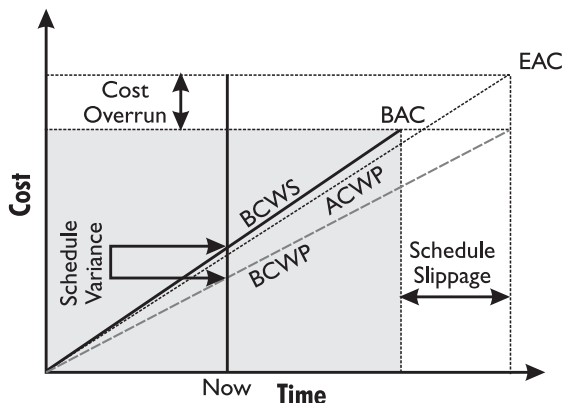 EAC
Cost
Overrun
BAC
BCWS
ACWP
BCWP
Cost
Schedule
Variance
Schedule
Slippage
Now
Time